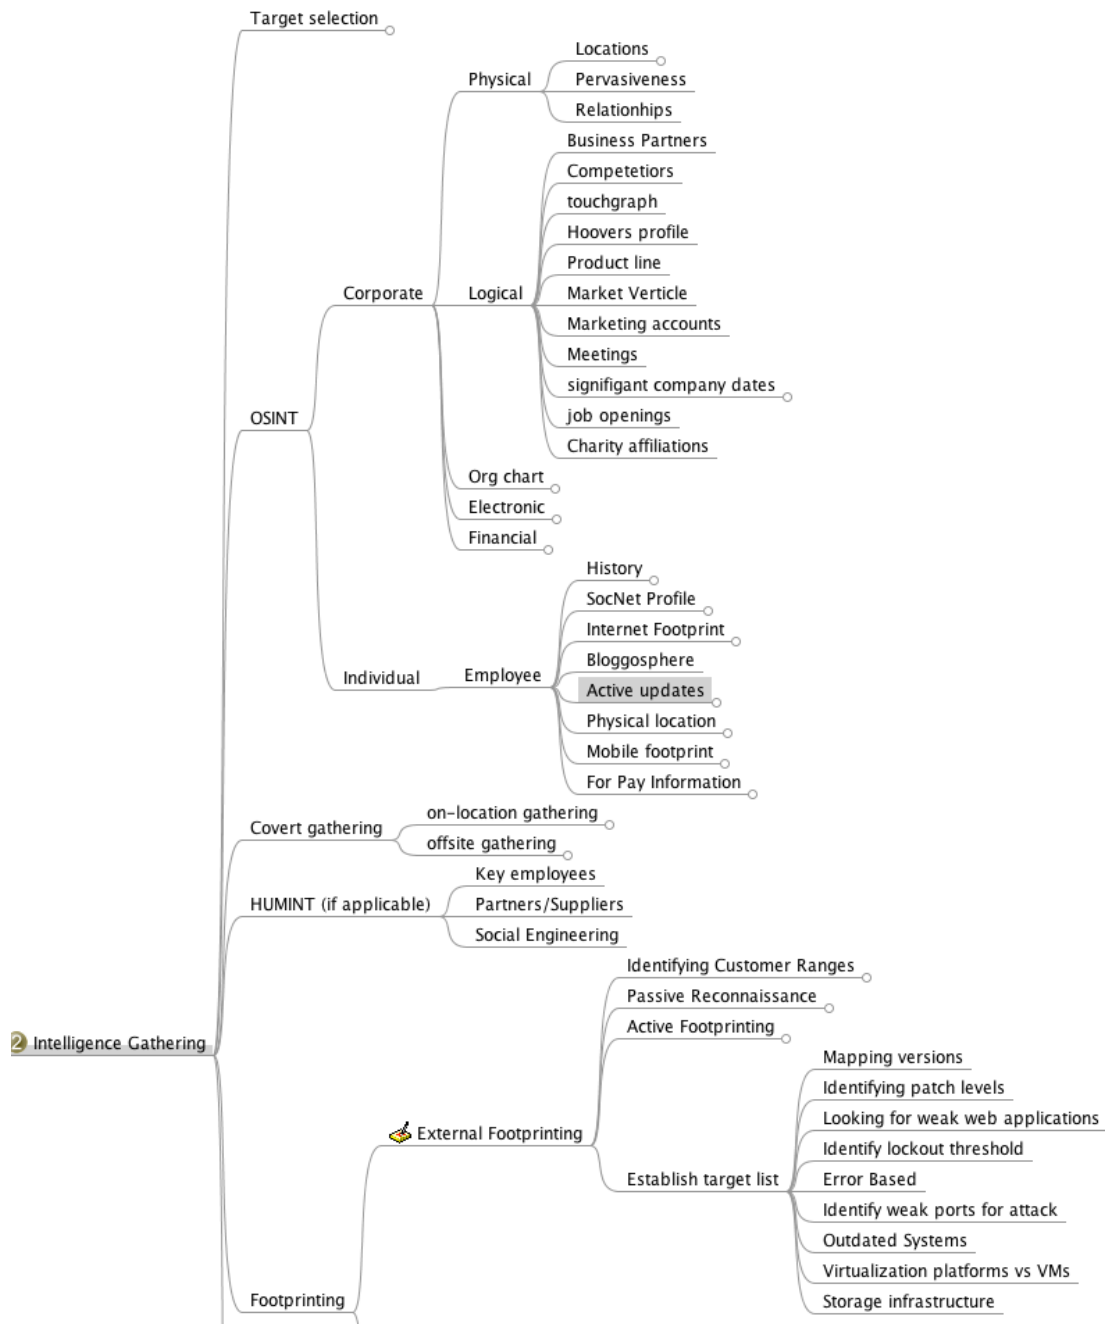 Target selection
Locations
Physical
Pervasiveness
Relationships
Business Partners
Competetiors
touchgraph
Hoovers profile
Product line
Corporate
Logical
Market Verticle
Marketing accounts
Meetings
signifigant company dates
job openings
OSINT
Charity affiliations
Org chart
Electronic
Financial
History
SocNet Profile
Internet Footprint
Bloggosphere
Individual
Employee
Active updates
Physical location
Mobile footprint
For Pay Information
Covert gathering
on-location gathering
offsite gathering
HUMINT (if applicable)
Key employees
Partners/Suppliers
Social Engineering
Identifying Customer Ranges
Passive Reconnaissance
Active Footprinting
2 Intelligence Gathering
Mapping versions
Identifying patch levels
Looking for weak web applications
External Footprinting
Identify lockout threshold
Establish target list
Error Based
Identify weak ports for attack
Outdated Systems
Virtualization platforms vs VMs
Storage infrastructure
Footprinting